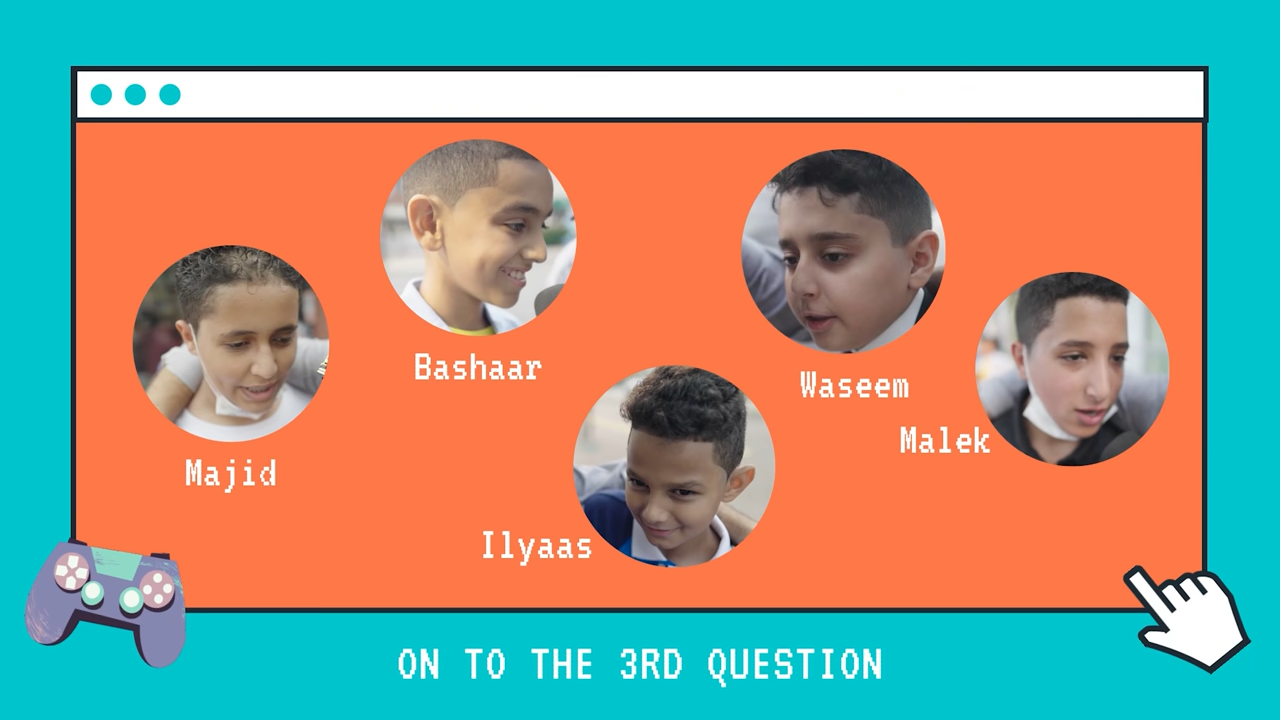 Bashaar
Waseem
Malek
Majid
Ilyaas
ON TO THE 3RD QUESTION